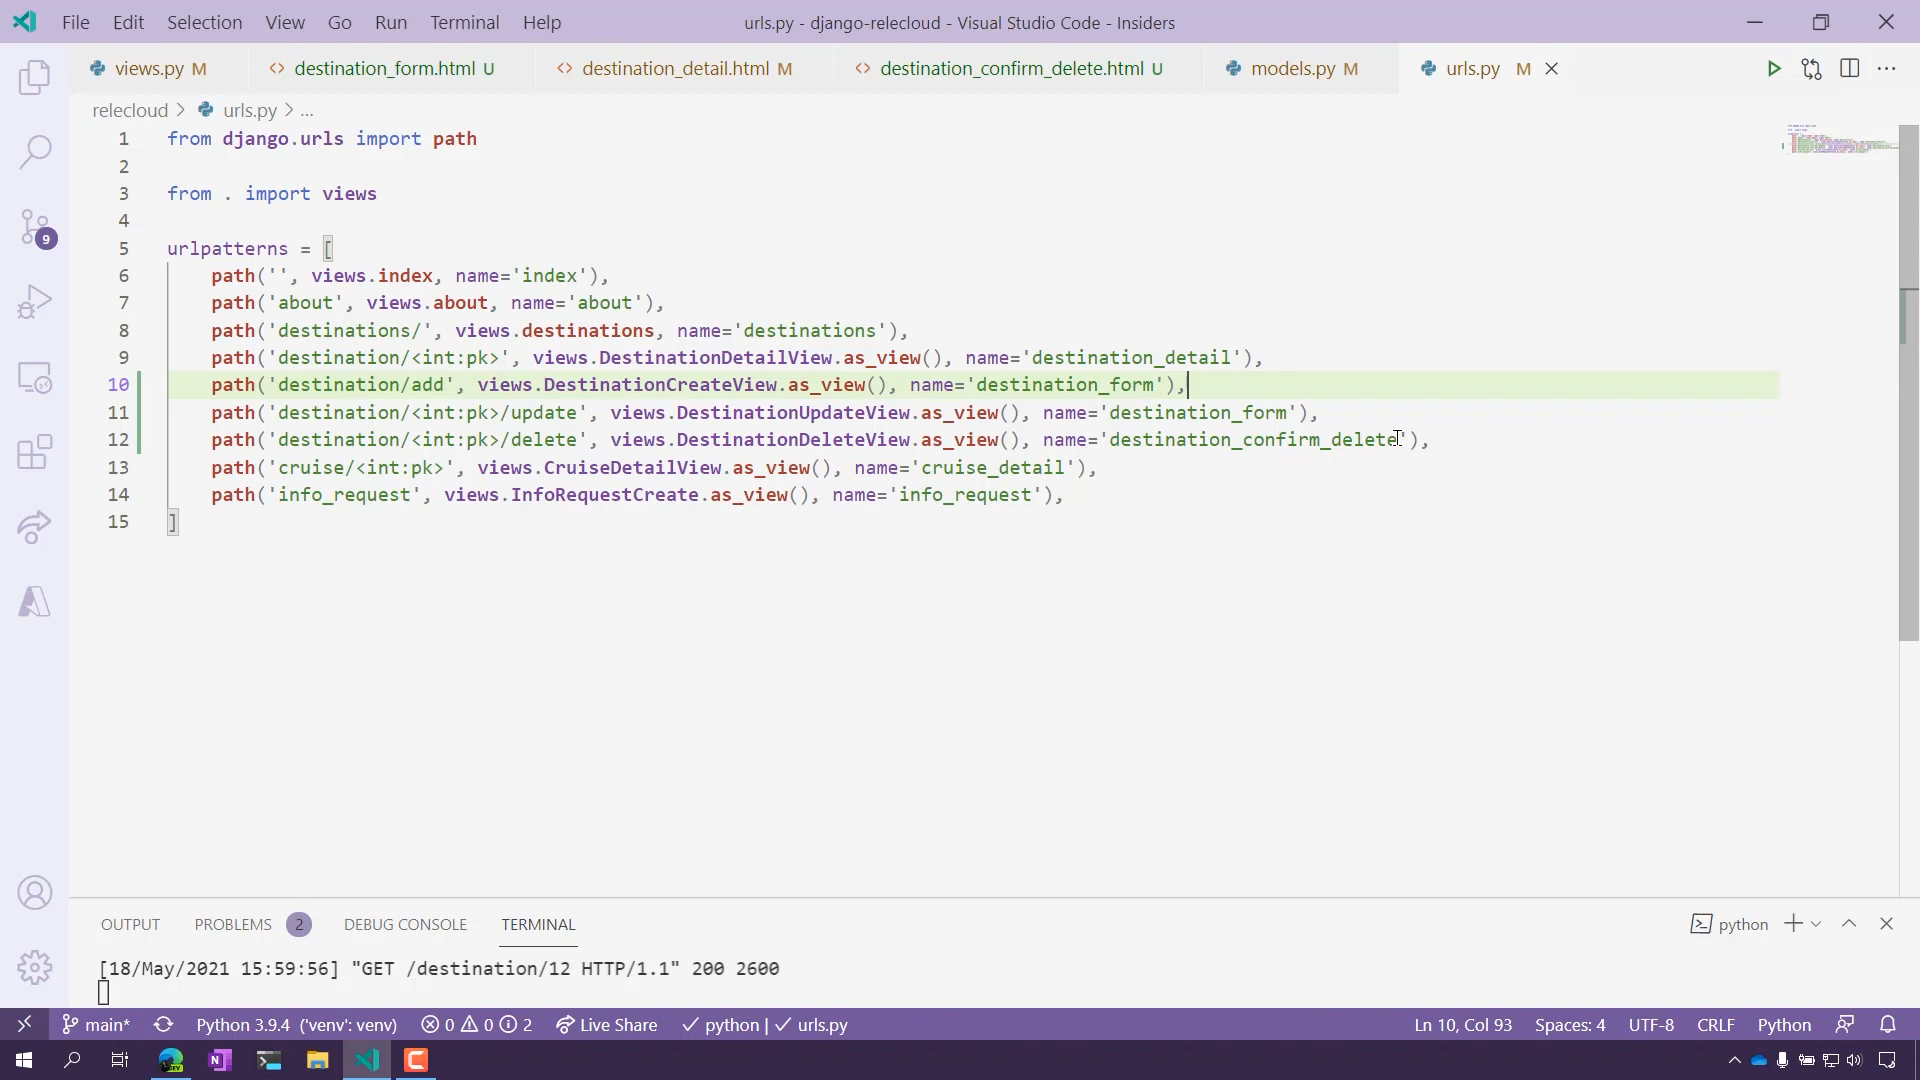 File Edit Selection View Go Run Terminal Help urls.py - django-relecloud - Visual Studio Code - Insiders
views.py M destination_form.html U destination_detail.html M destination_confirm_delete.html U models.py M urls.py M
relecloud > urls.py > ...
1 from django.urls import path
2
3 from . import views
4
5 urlpatterns = [
6 path('', views.index, name='index'),
7 path('about', views.about, name='about'),
8 path('destinations/', views.destinations, name='destinations'),
9 path('destination/<int:pk>', views.DestinationDetailView.as_view(), name='destination_detail'),
10 path('destination/add', views.DestinationCreateView.as_view(), name='destination_form'),
11 path('destination/<int:pk>/update', views.DestinationUpdateView.as_view(), name='destination_form'),
12 path('destination/<int:pk>/delete', views.DestinationDeleteView.as_view(), name='destination_confirm_delete'),
13 path('cruise/<int:pk>', views.CruiseDetailView.as_view(), name='cruise_detail'),
14 path('info_request', views.InfoRequestCreate.as_view(), name='info_request'),
15 ]
9
OUTPUT PROBLEMS 2 DEBUG CONSOLE TERMINAL python
[18/May/2021 15:59:56] "GET /destination/12 HTTP/1.1" 200 2600
main* Python 3.9.4 ('venv': venv) 0 0 2 Live Share python | urls.py Ln 10, Col 93 Spaces: 4 UTF-8 CRLF Python